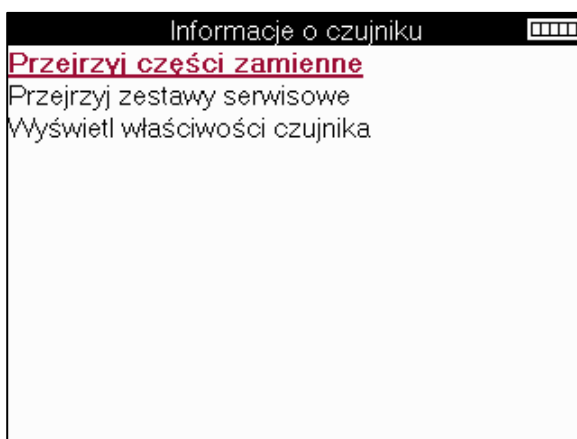 Informacje o czujniku
Przejrzyj części zamienne
Przejrzyj zestawy serwisowe
Wyświetl właściwości czujnika